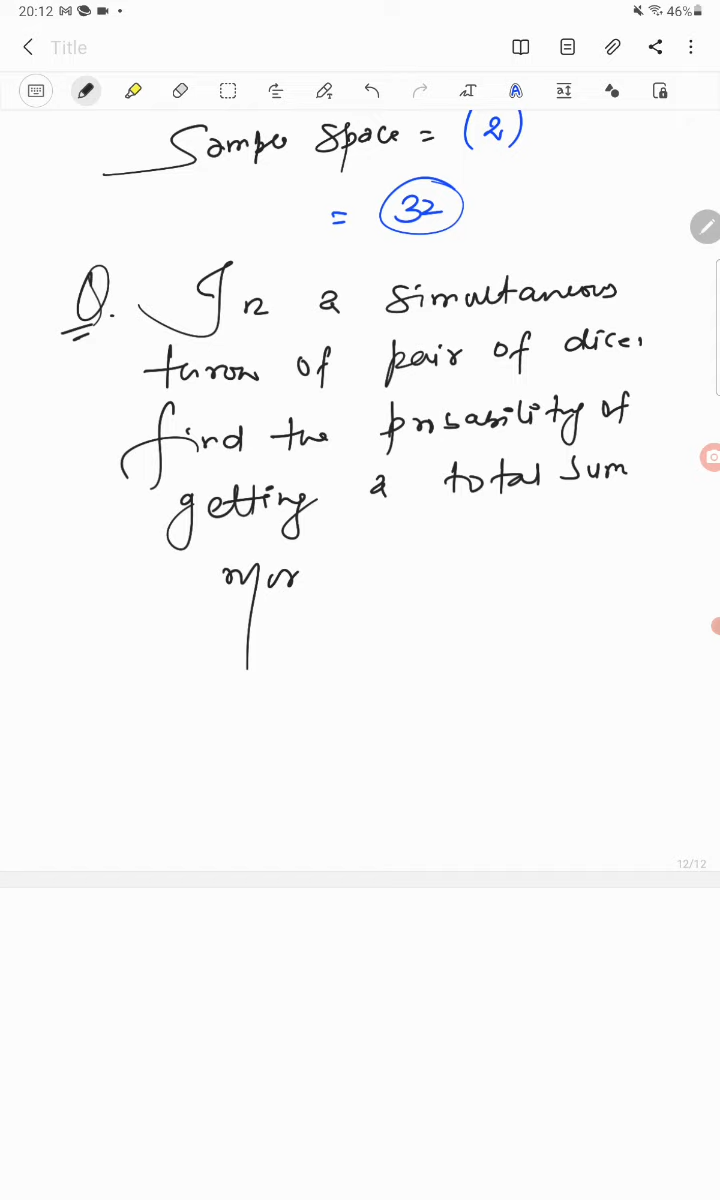 20:12 46%
Title
Sample Space = (2)
= 32
Q. In a simultaneous
throw of pair of dice,
find the probability of
getting a total sum
12/12